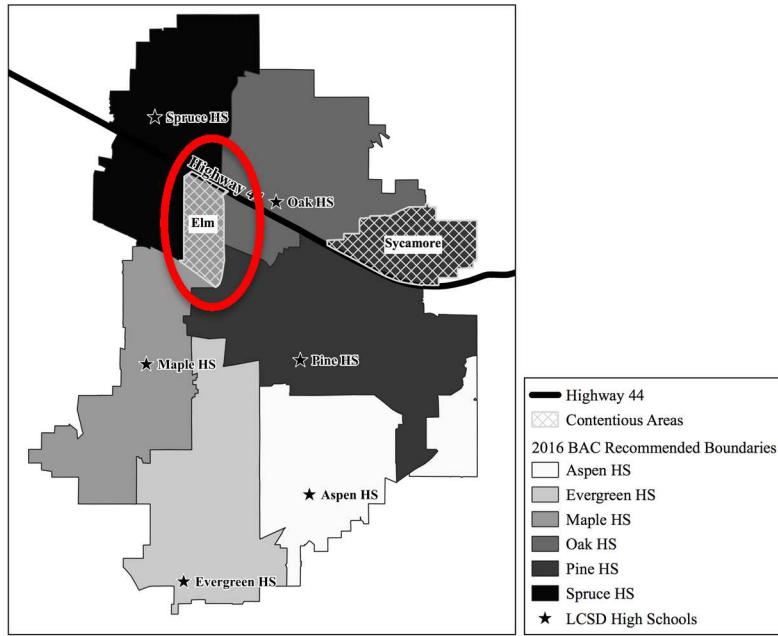 Spruce HS
Highway 44
Oak HS
Elm
Sycamore
Maple HS
Pine HS
Aspen HS
Evergreen HS
Highway 44
Contentious Areas
2016 BAC Recommended Boundaries
Aspen HS
Evergreen HS
Maple HS
Oak HS
Pine HS
Spruce HS
LCSD High Schools